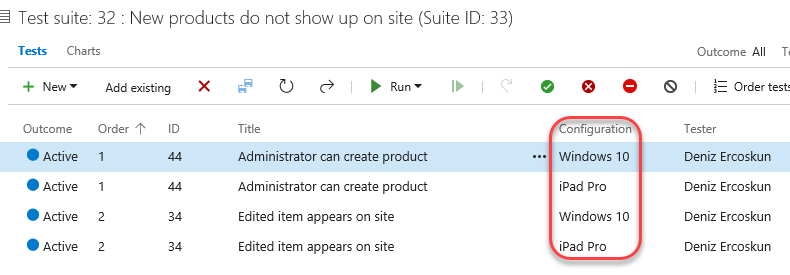 Test suite: 32 : New products do not show up on site (Suite ID: 33)
Tests Charts Outcome All Te
New Add existing Run Order tests
Outcome Order ID Title Configuration Tester
Active 1 44 Administrator can create product ... Windows 10 Deniz Ercoskun
Active 1 44 Administrator can create product iPad Pro Deniz Ercoskun
Active 2 34 Edited item appears on site Windows 10 Deniz Ercoskun
Active 2 34 Edited item appears on site iPad Pro Deniz Ercoskun